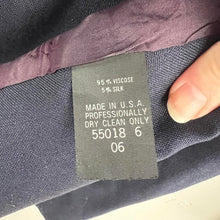 95% VISCOSE
5% SILK
MADE IN U.S.A.
PROFESSIONALLY
DRY CLEAN ONLY
55018 6
06